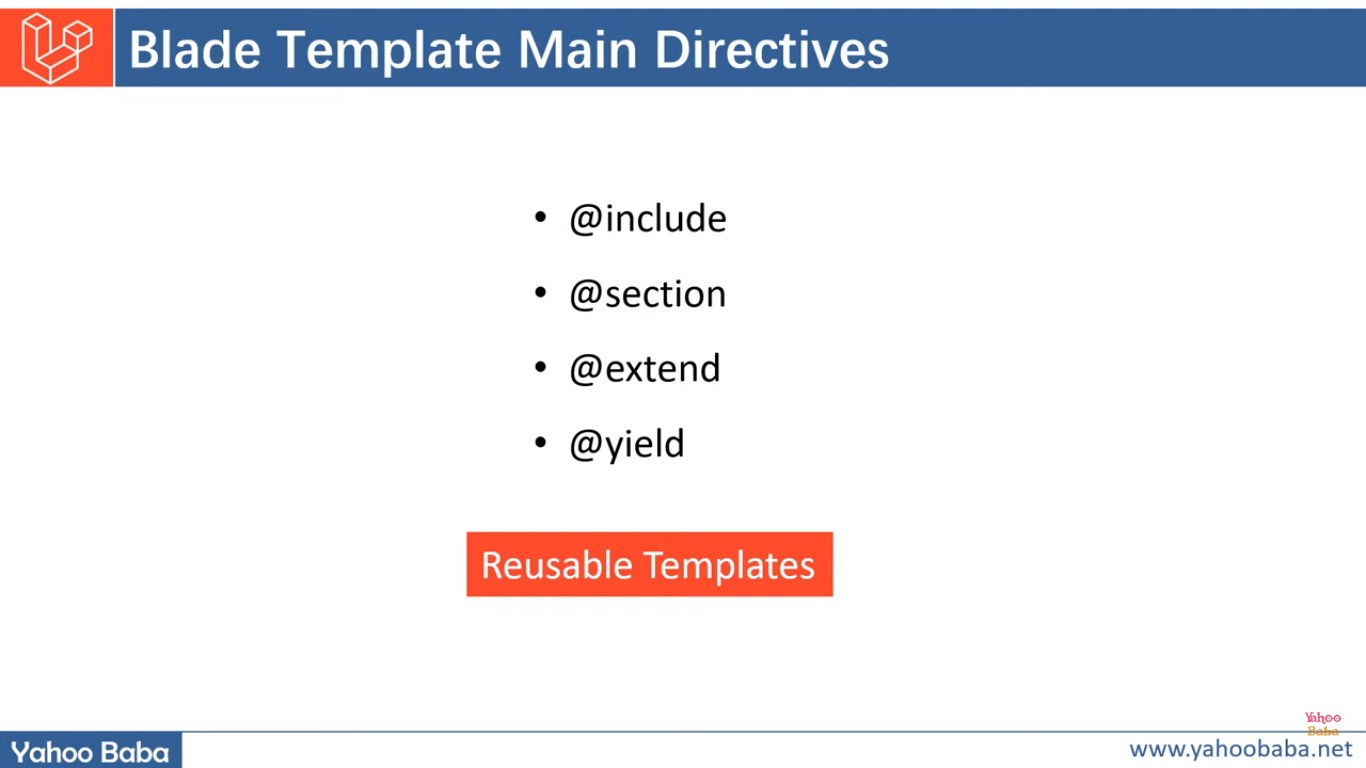 Blade Template Main Directives
• @include
• @section
• @extend
• @yield
Reusable Templates
Yahoo
Baba
Yahoo Baba
www.yahoobaba.net